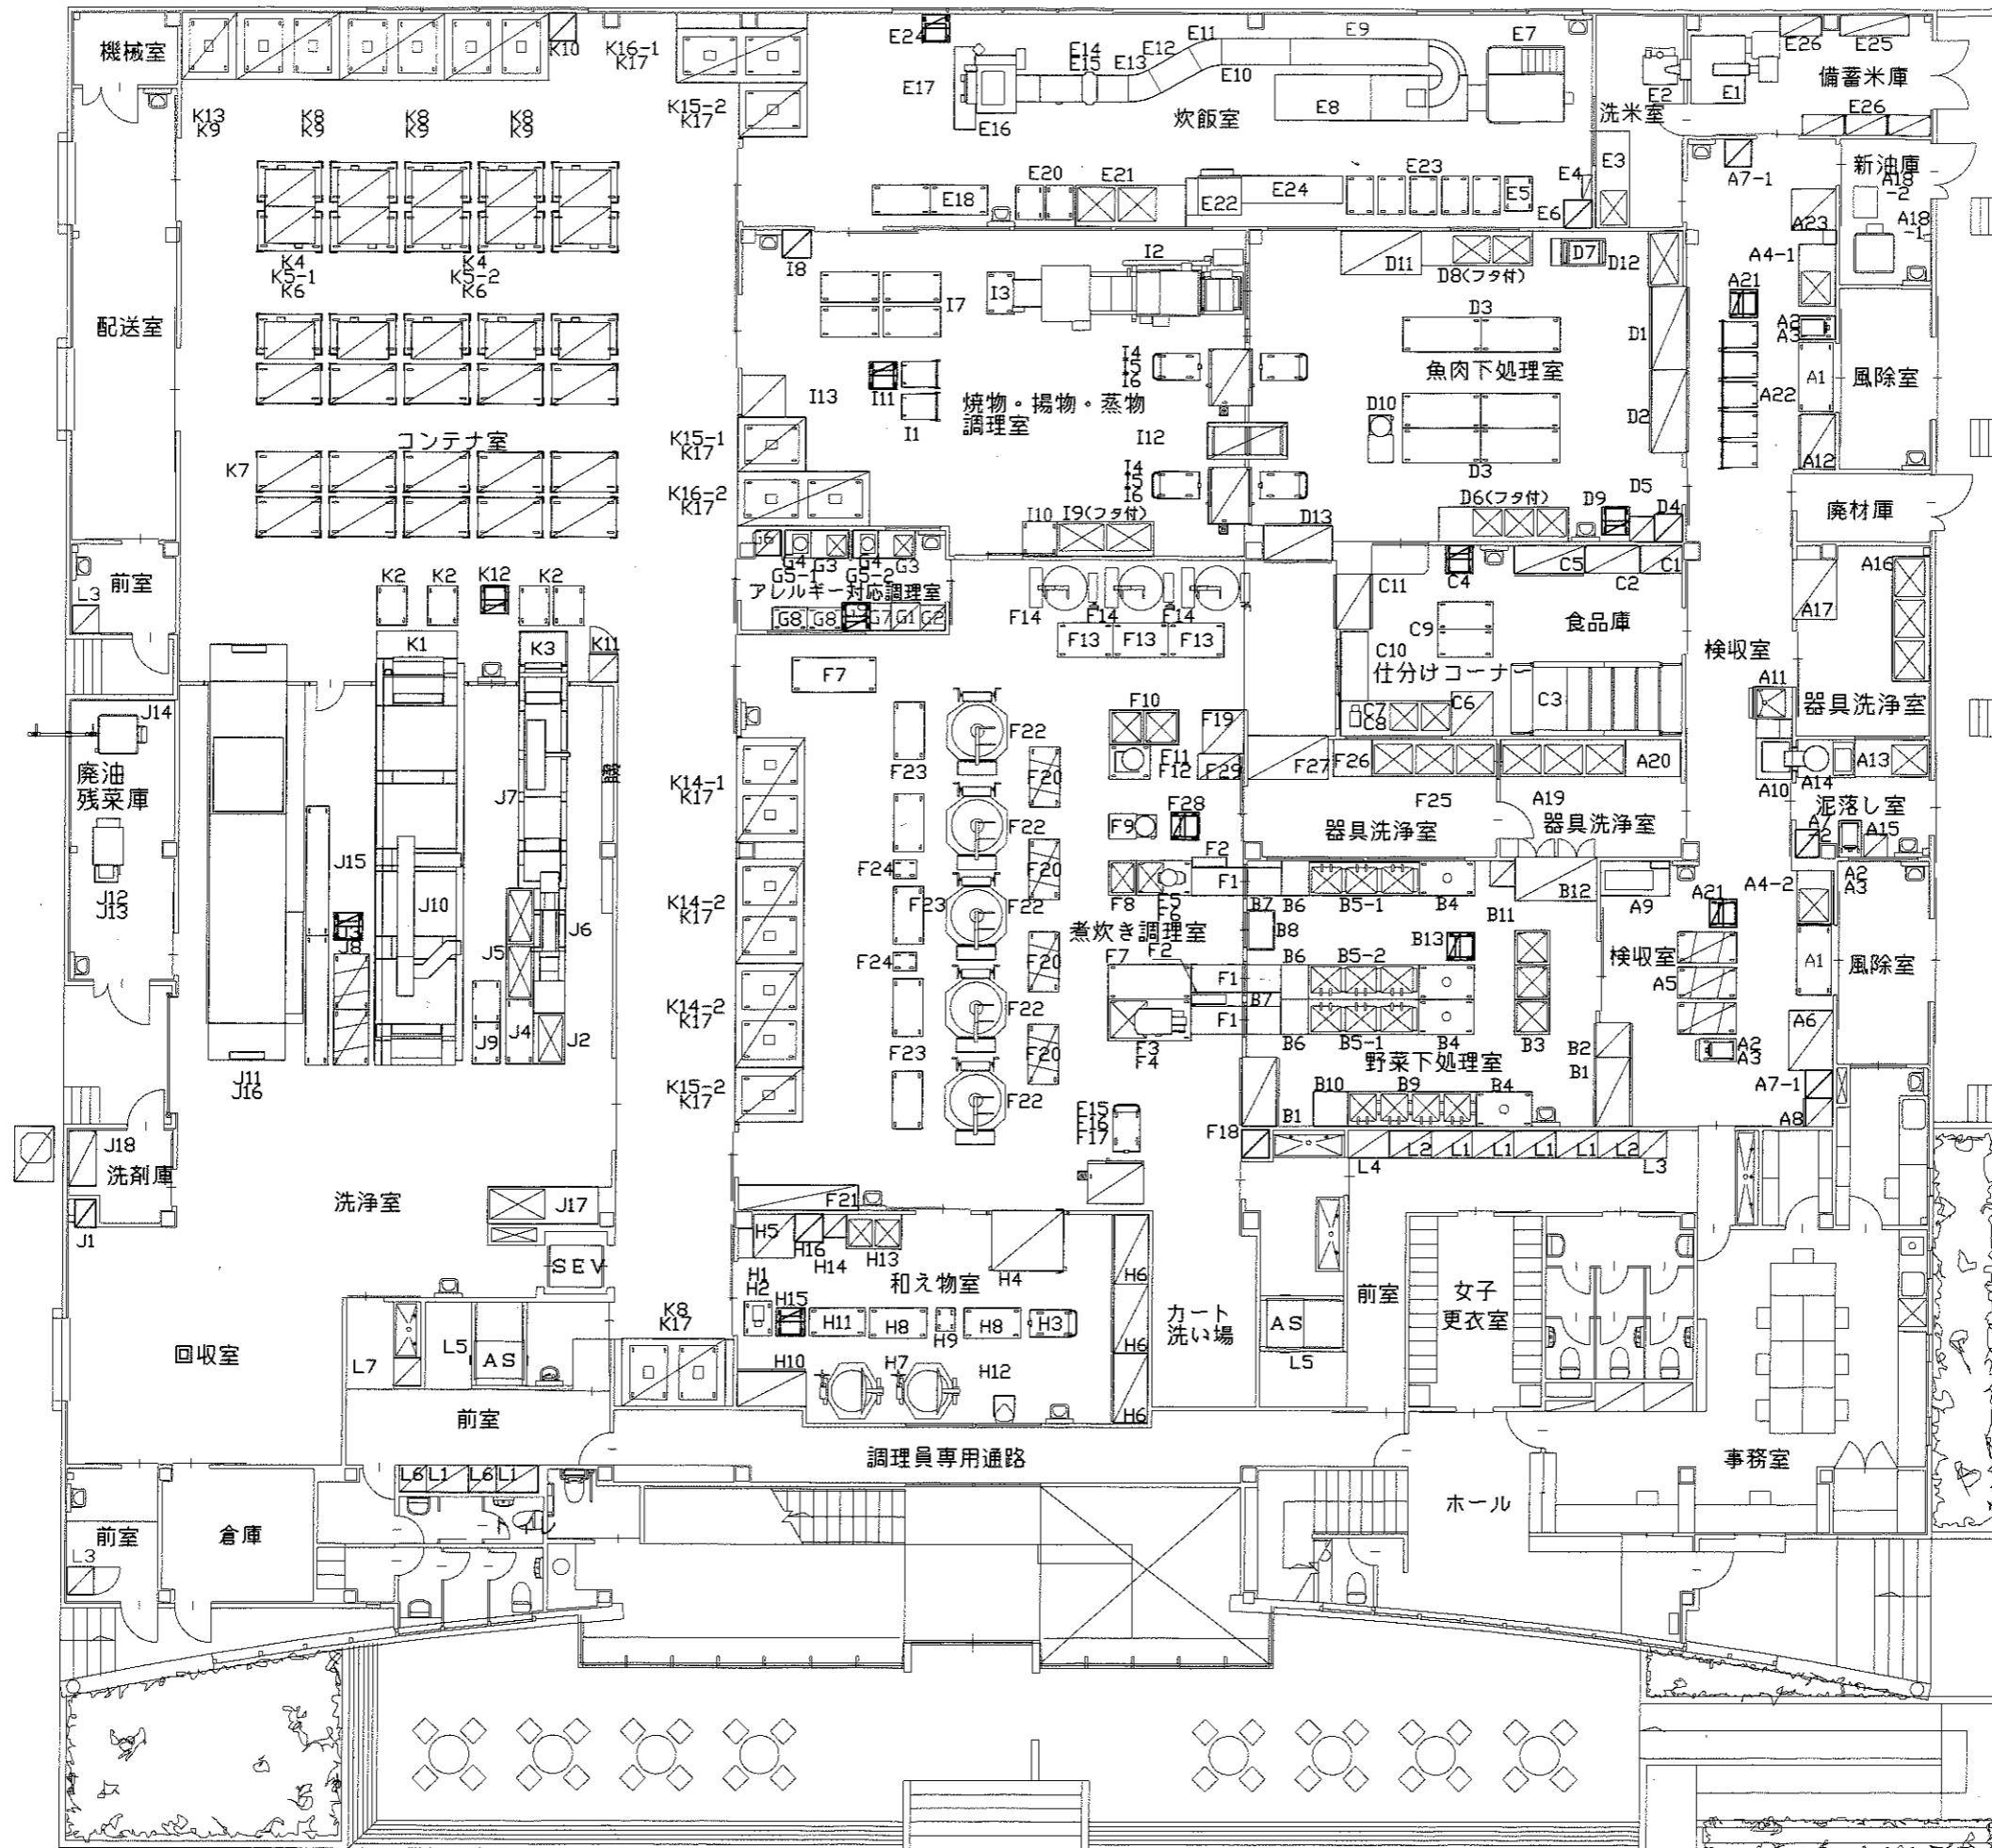 機械室
K10
K16-1
K17
E24
E17
E16
E14
E15
E13
E12
E11
E10
E9
E8
E7
炊飯室
E26
E25
E2
E1
備蓄米庫
洗米室
E26
K13
K9
K8
K9
K8
K9
K8
K9
K15-2
K17
E18
E20
E21
E22
E24
E23
E5
E4
E6
E3
A7-1
新油庫
A18
-2
A18
-1
A23
A4-1
I8
I7
I3
I2
D11
D8(フタ付)
D7
D12
K4
K5-1
K6
K4
K5-2
K6
配送室
A21
A2
A3
A1
A22
A12
風除室
D3
D1
魚肉下処理室
D2
D10
D3
I4
I5
I6
I13
I11
I1
焼物・揚物・蒸物
調理室
I12
I4
I5
I6
K15-1
K17
コンテナ室
K7
K16-2
K17
I10
I9(フタ付)
D13
D6(フタ付)
D9
D5
D4
廃材庫
G6
G4
G3
G4
G3
G5-1
G5-2
アレルギー対応調理室
G8
G8
G7
G1
G2
前室
L3
K2
K2
K12
K2
K1
K3
K11
F14
F14
F14
F13
F13
F13
C11
C4
C5
C2
C1
C9
食品庫
C10
仕分けコーナー
C7
C8
C6
C3
検収室
A16
A17
A11
器具洗浄室
F7
J14
廃油
残菜庫
J12
J13
盤
J7
J15
J3
J8
J10
J5
J6
J9
J4
J2
J11
J16
F22
F23
F20
F10
F19
F11
F12
F29
F27
F26
A20
A10
A14
A13
泥落し室
A7
-2
A15
A2
A3
K14-1
K17
F22
F20
F9
F28
F25
器具洗浄室
A19
器具洗浄室
F24
F23
K14-2
K17
F22
F20
F8
F5
F6
F2
F1
B7
B8
B6
B5-1
B4
B11
B12
A9
A21
A4-2
煮炊き調理室
F24
F7
F2
F1
B7
F1
B6
B5-2
B13
検収室
A5
A1
風除室
K14-2
K17
F22
F23
F20
F3
F4
B6
B5-1
B4
B3
B2
B1
A6
A2
A3
野菜下処理室
K15-2
K17
F22
F15
F16
F17
B1
B10
B9
B4
A7-1
A8
F18
L4
L2
L1
L1
L1
L1
L2
L3
J18
洗剤庫
J1
洗浄室
J17
SEV
F21
H5
H16
H14
H13
H4
和え物室
H1
H2
H15
H11
H8
H9
H8
H3
H6
H6
H6
H10
H7
H12
カート
洗い場
AS
L5
前室
女子
更衣室
K8
K17
回収室
L7
L5
AS
前室
調理員専用通路
事務室
ホール
L6
L1
L6
L1
前室
L3
倉庫